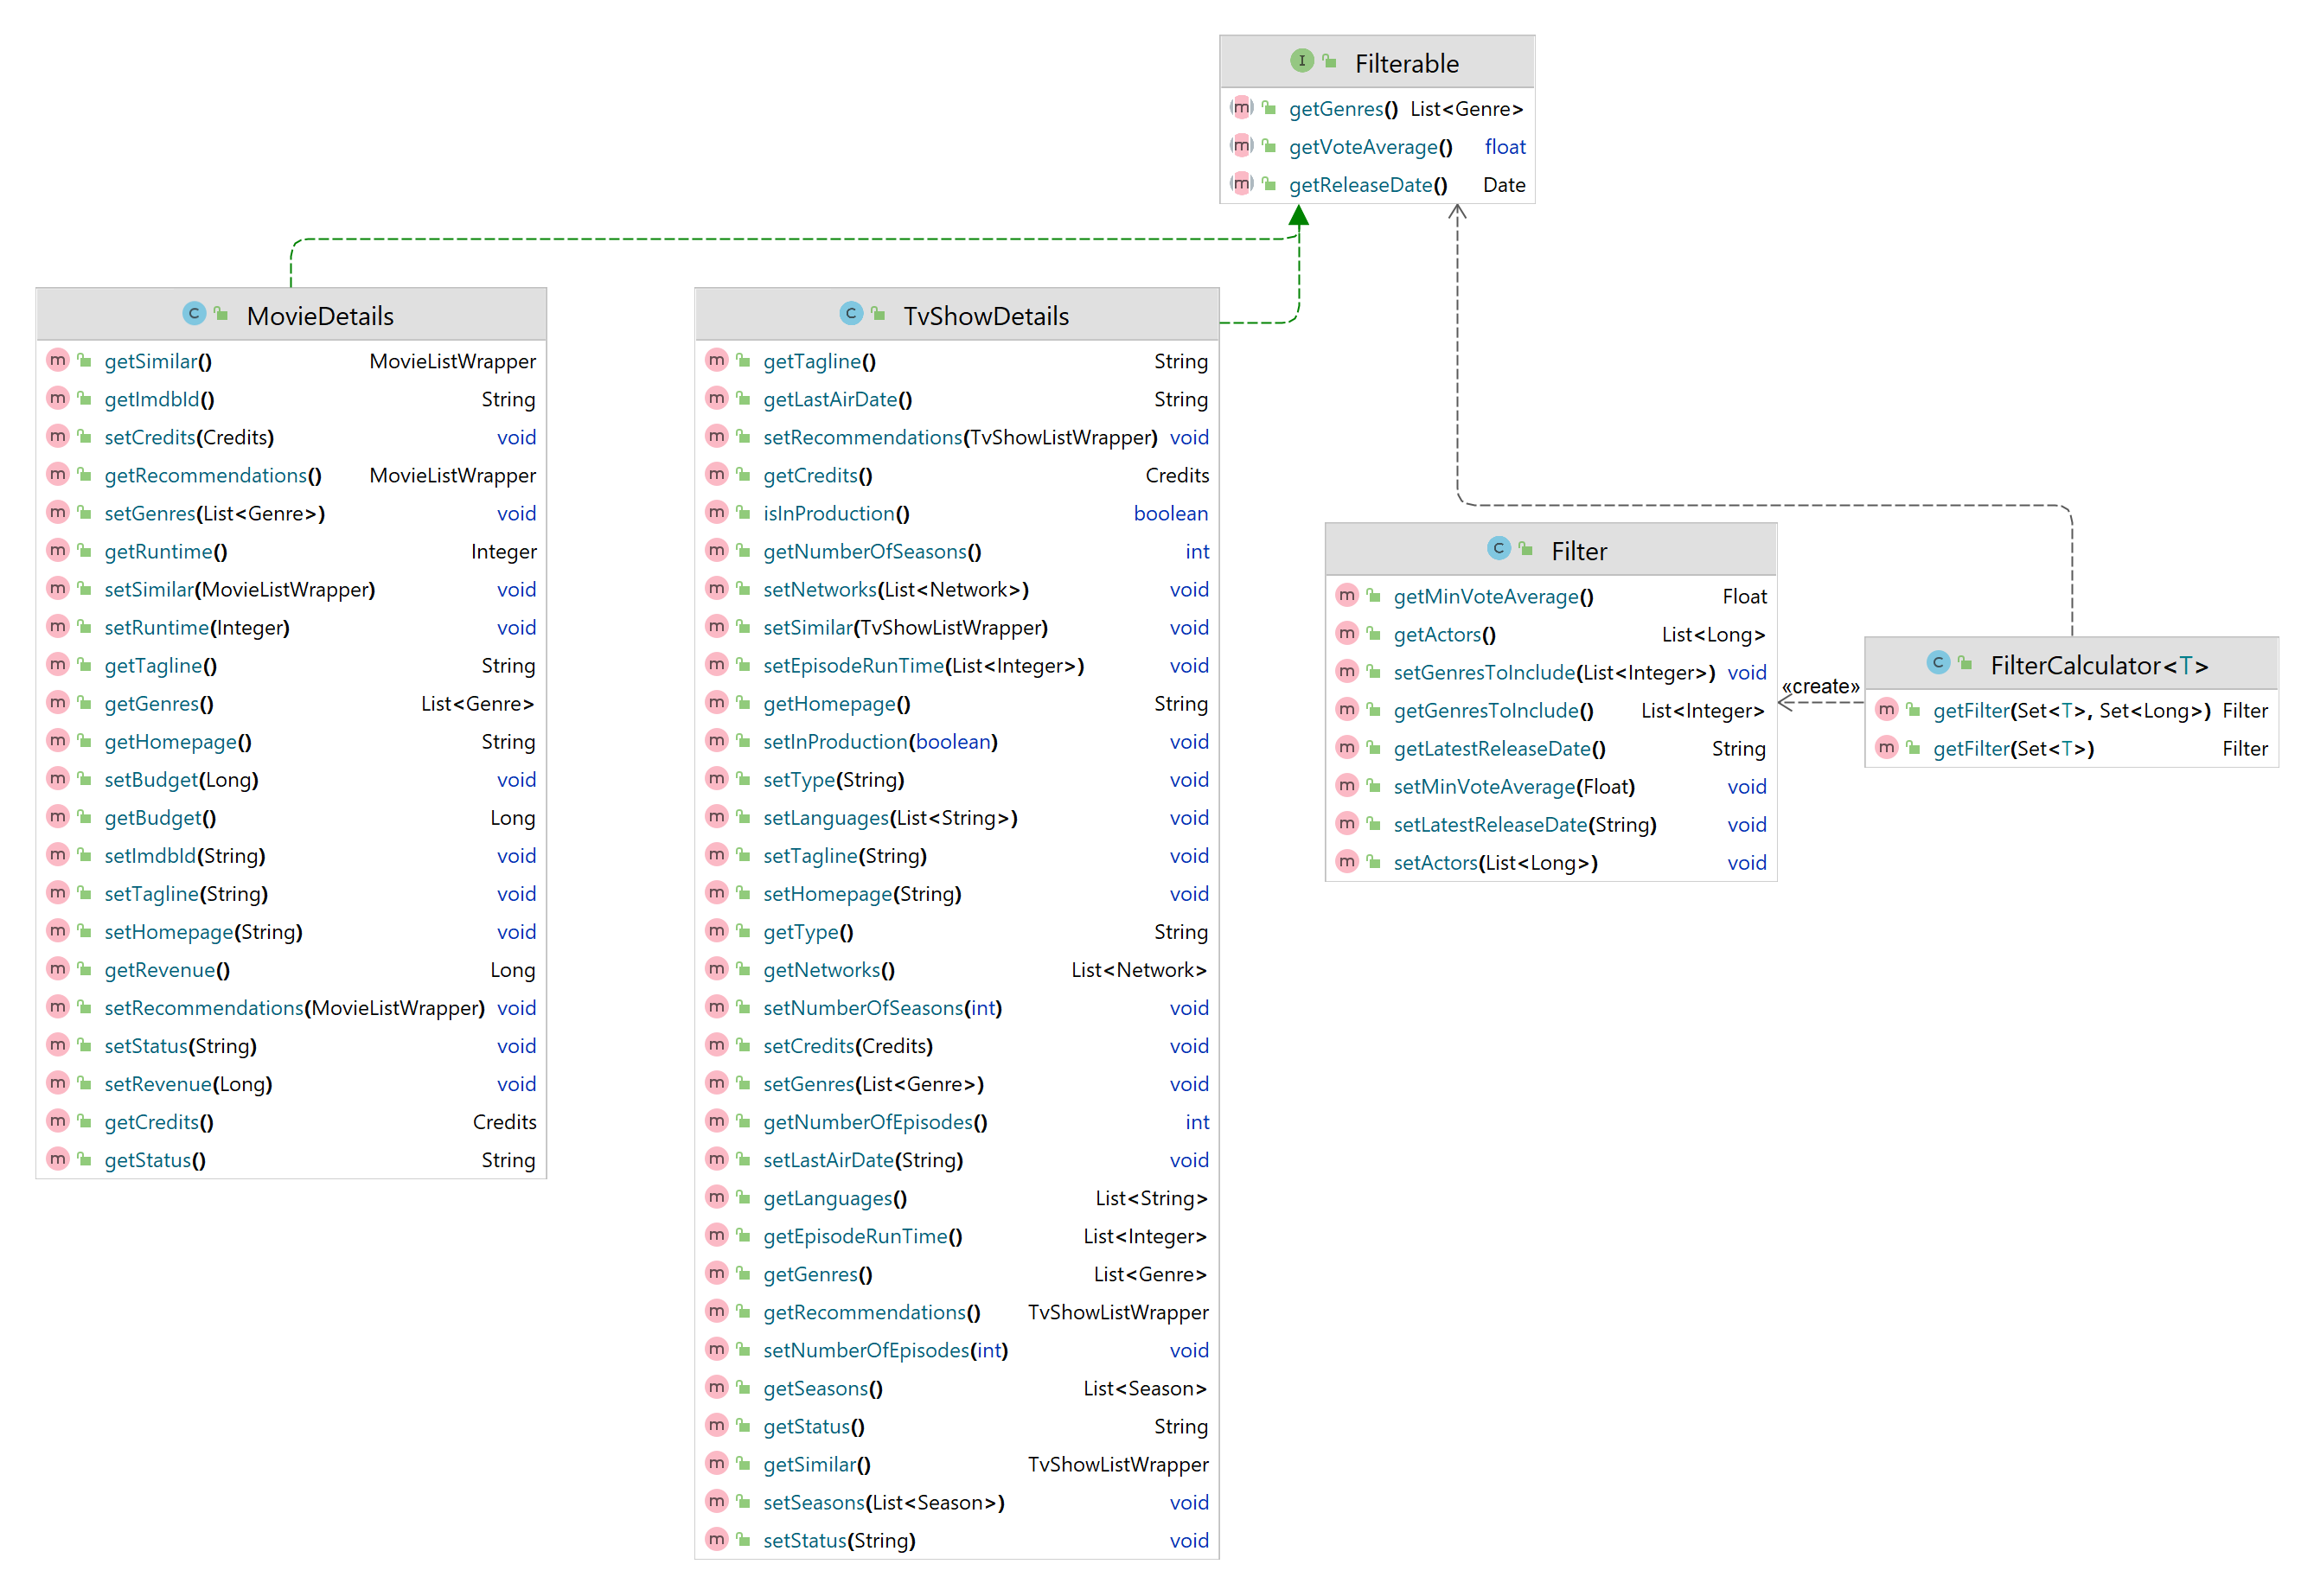 Filterable
getGenres() List<Genre>
getVoteAverage() float
getReleaseDate() Date
MovieDetails
getSimilar() MovieListWrapper
getImdbId() String
setCredits(Credits) void
getRecommendations() MovieListWrapper
setGenres(List<Genre>) void
getRuntime() Integer
setSimilar(MovieListWrapper) void
setRuntime(Integer) void
getTagline() String
getGenres() List<Genre>
getHomepage() String
setBudget(Long) void
getBudget() Long
setImdbId(String) void
setTagline(String) void
setHomepage(String) void
getRevenue() Long
setRecommendations(MovieListWrapper) void
setStatus(String) void
setRevenue(Long) void
getCredits() Credits
getStatus() String
TvShowDetails
getTagline() String
getLastAirDate() String
setRecommendations(TvShowListWrapper) void
getCredits() Credits
isInProduction() boolean
getNumberOfSeasons() int
setNetworks(List<Network>) void
setSimilar(TvShowListWrapper) void
setEpisodeRunTime(List<Integer>) void
getHomepage() String
setInProduction(boolean) void
setType(String) void
setLanguages(List<String>) void
setTagline(String) void
setHomepage(String) void
getType() String
getNetworks() List<Network>
setNumberOfSeasons(int) void
setCredits(Credits) void
setGenres(List<Genre>) void
getNumberOfEpisodes() int
setLastAirDate(String) void
getLanguages() List<String>
getEpisodeRunTime() List<Integer>
getGenres() List<Genre>
getRecommendations() TvShowListWrapper
setNumberOfEpisodes(int) void
getSeasons() List<Season>
getStatus() String
getSimilar() TvShowListWrapper
setSeasons(List<Season>) void
setStatus(String) void
Filter
getMinVoteAverage() Float
getActors() List<Long>
setGenresToInclude(List<Integer>) void
getGenresToInclude() List<Integer>
getLatestReleaseDate() String
setMinVoteAverage(Float) void
setLatestReleaseDate(String) void
setActors(List<Long>) void
«create»
FilterCalculator<T>
getFilter(Set<T>, Set<Long>) Filter
getFilter(Set<T>) Filter